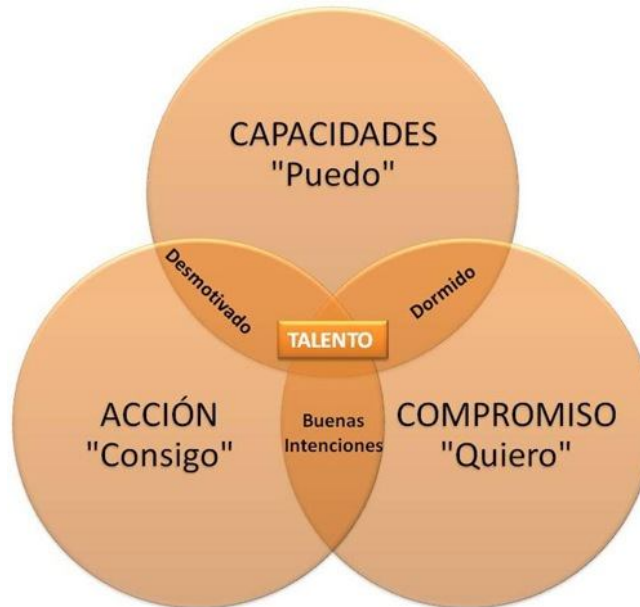 CAPACIDADES
"Puedo"
Desmotivado
Dormido
TALENTO
ACCIÓN
"Consigo"
Buenas
Intenciones
COMPROMISO
"Quiero"